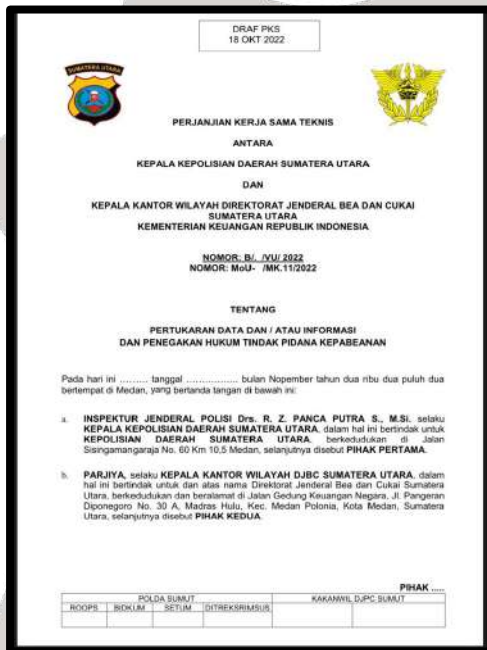 DRAF PKS
18 OKT 2022
SUMATERA UTARA
PERJANJIAN KERJA SAMA TEKNIS
ANTARA
KEPALA KEPOLISIAN DAERAH SUMATERA UTARA
DAN
KEPALA KANTOR WILAYAH DIREKTORAT JENDERAL BEA DAN CUKAI
SUMATERA UTARA
KEMENTERIAN KEUANGAN REPUBLIK INDONESIA
NOMOR: B/. /VU/ 2022
NOMOR: MoU- /MK.11/2022
TENTANG
PERTUKARAN DATA DAN / ATAU INFORMASI
DAN PENEGAKAN HUKUM TINDAK PIDANA KEPABEANAN
Pada hari ini ......... tanggal ................ bulan Nopember tahun dua ribu dua puluh dua
bertempat di Medan, yang bertanda tangan di bawah ini:
a. INSPEKTUR JENDERAL POLISI Drs. R. Z. PANCA PUTRA S., M.Si. selaku
KEPALA KEPOLISIAN DAERAH SUMATERA UTARA, dalam hal ini bertindak untuk
KEPOLISIAN DAERAH SUMATERA UTARA, berkedudukan di Jalan
Sisingamangaraja No. 60 Km 10,5 Medan, selanjutnya disebut PIHAK PERTAMA.
b. PARJIYA, selaku KEPALA KANTOR WILAYAH DJBC SUMATERA UTARA, dalam
hal ini bertindak untuk dan atas nama Direktorat Jenderal Bea dan Cukai Sumatera
Utara, berkedudukan dan beralamat di Jalan Gedung Keuangan Negara, Jl. Pangeran
Diponegoro No. 30 A, Madras Hulu, Kec. Medan Polonia, Kota Medan, Sumatera
Utara, selanjutnya disebut PIHAK KEDUA.
PIHAK .....
POLDA SUMUT KAKANWIL DJPC SUMUT
ROOPS BIDKUM SETUM DITREKSRIMSUS